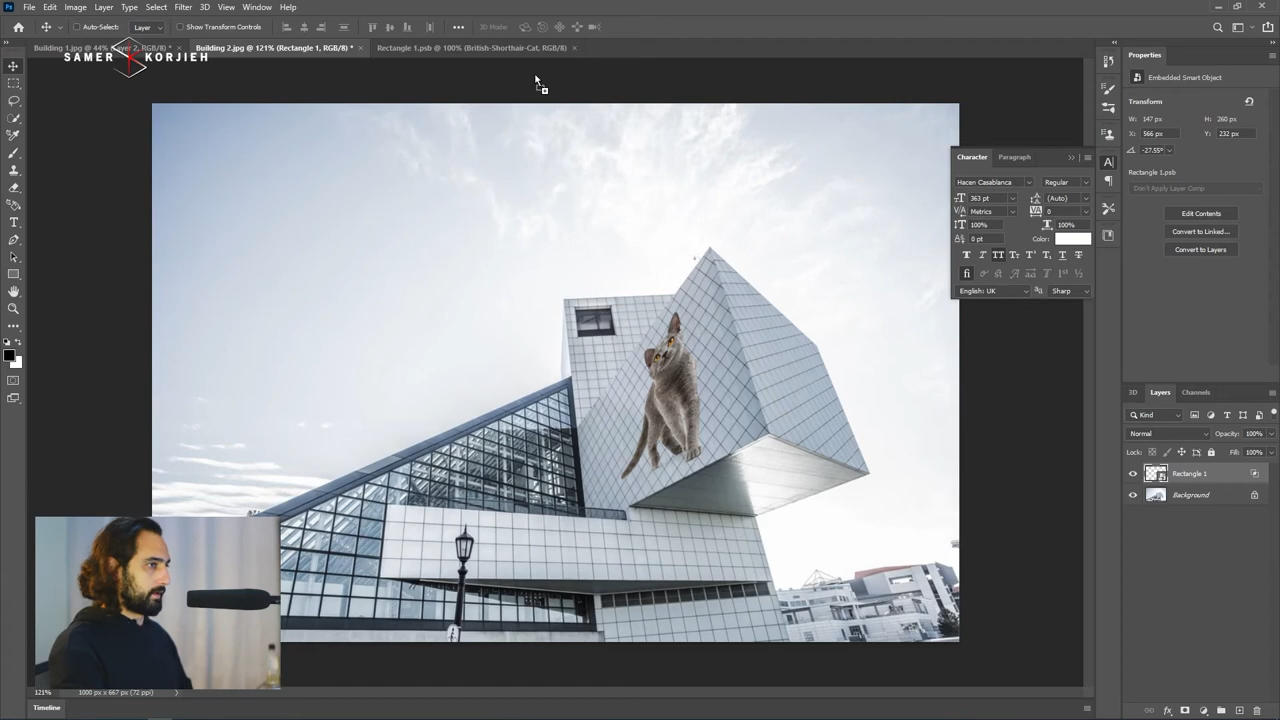 Ps File Edit Image Layer Type Select Filter 3D View Window Help
Auto-Select: Layer Show Transform Controls 3D Mode:
Building 1.jpg @ 44% RGB/8) * Building 2.jpg @ 121% (Rectangle 1, RGB/8) * Rectangle 1.psb @ 100% (British-Shorthair-Cat, RGB/8)
SAMER KORJIEH
Properties
Embedded Smart Object
Transform
W: 147 px H: 260 px
X: 566 px Y: 232 px
-27.55°
Rectangle 1.psb
Don't Apply Layer Comp
Edit Contents
Convert to Linked...
Convert to Layers
Character Paragraph
Hacen Casablanca Regular
363 pt (Auto)
Metrics 0
100% 100%
0 pt Color:
English: UK Sharp
3D Layers Channels
Kind
Normal Opacity: 100%
Lock: Fill: 100%
Rectangle 1
Background
121% 1000 px x 667 px (72 ppi)
Timeline